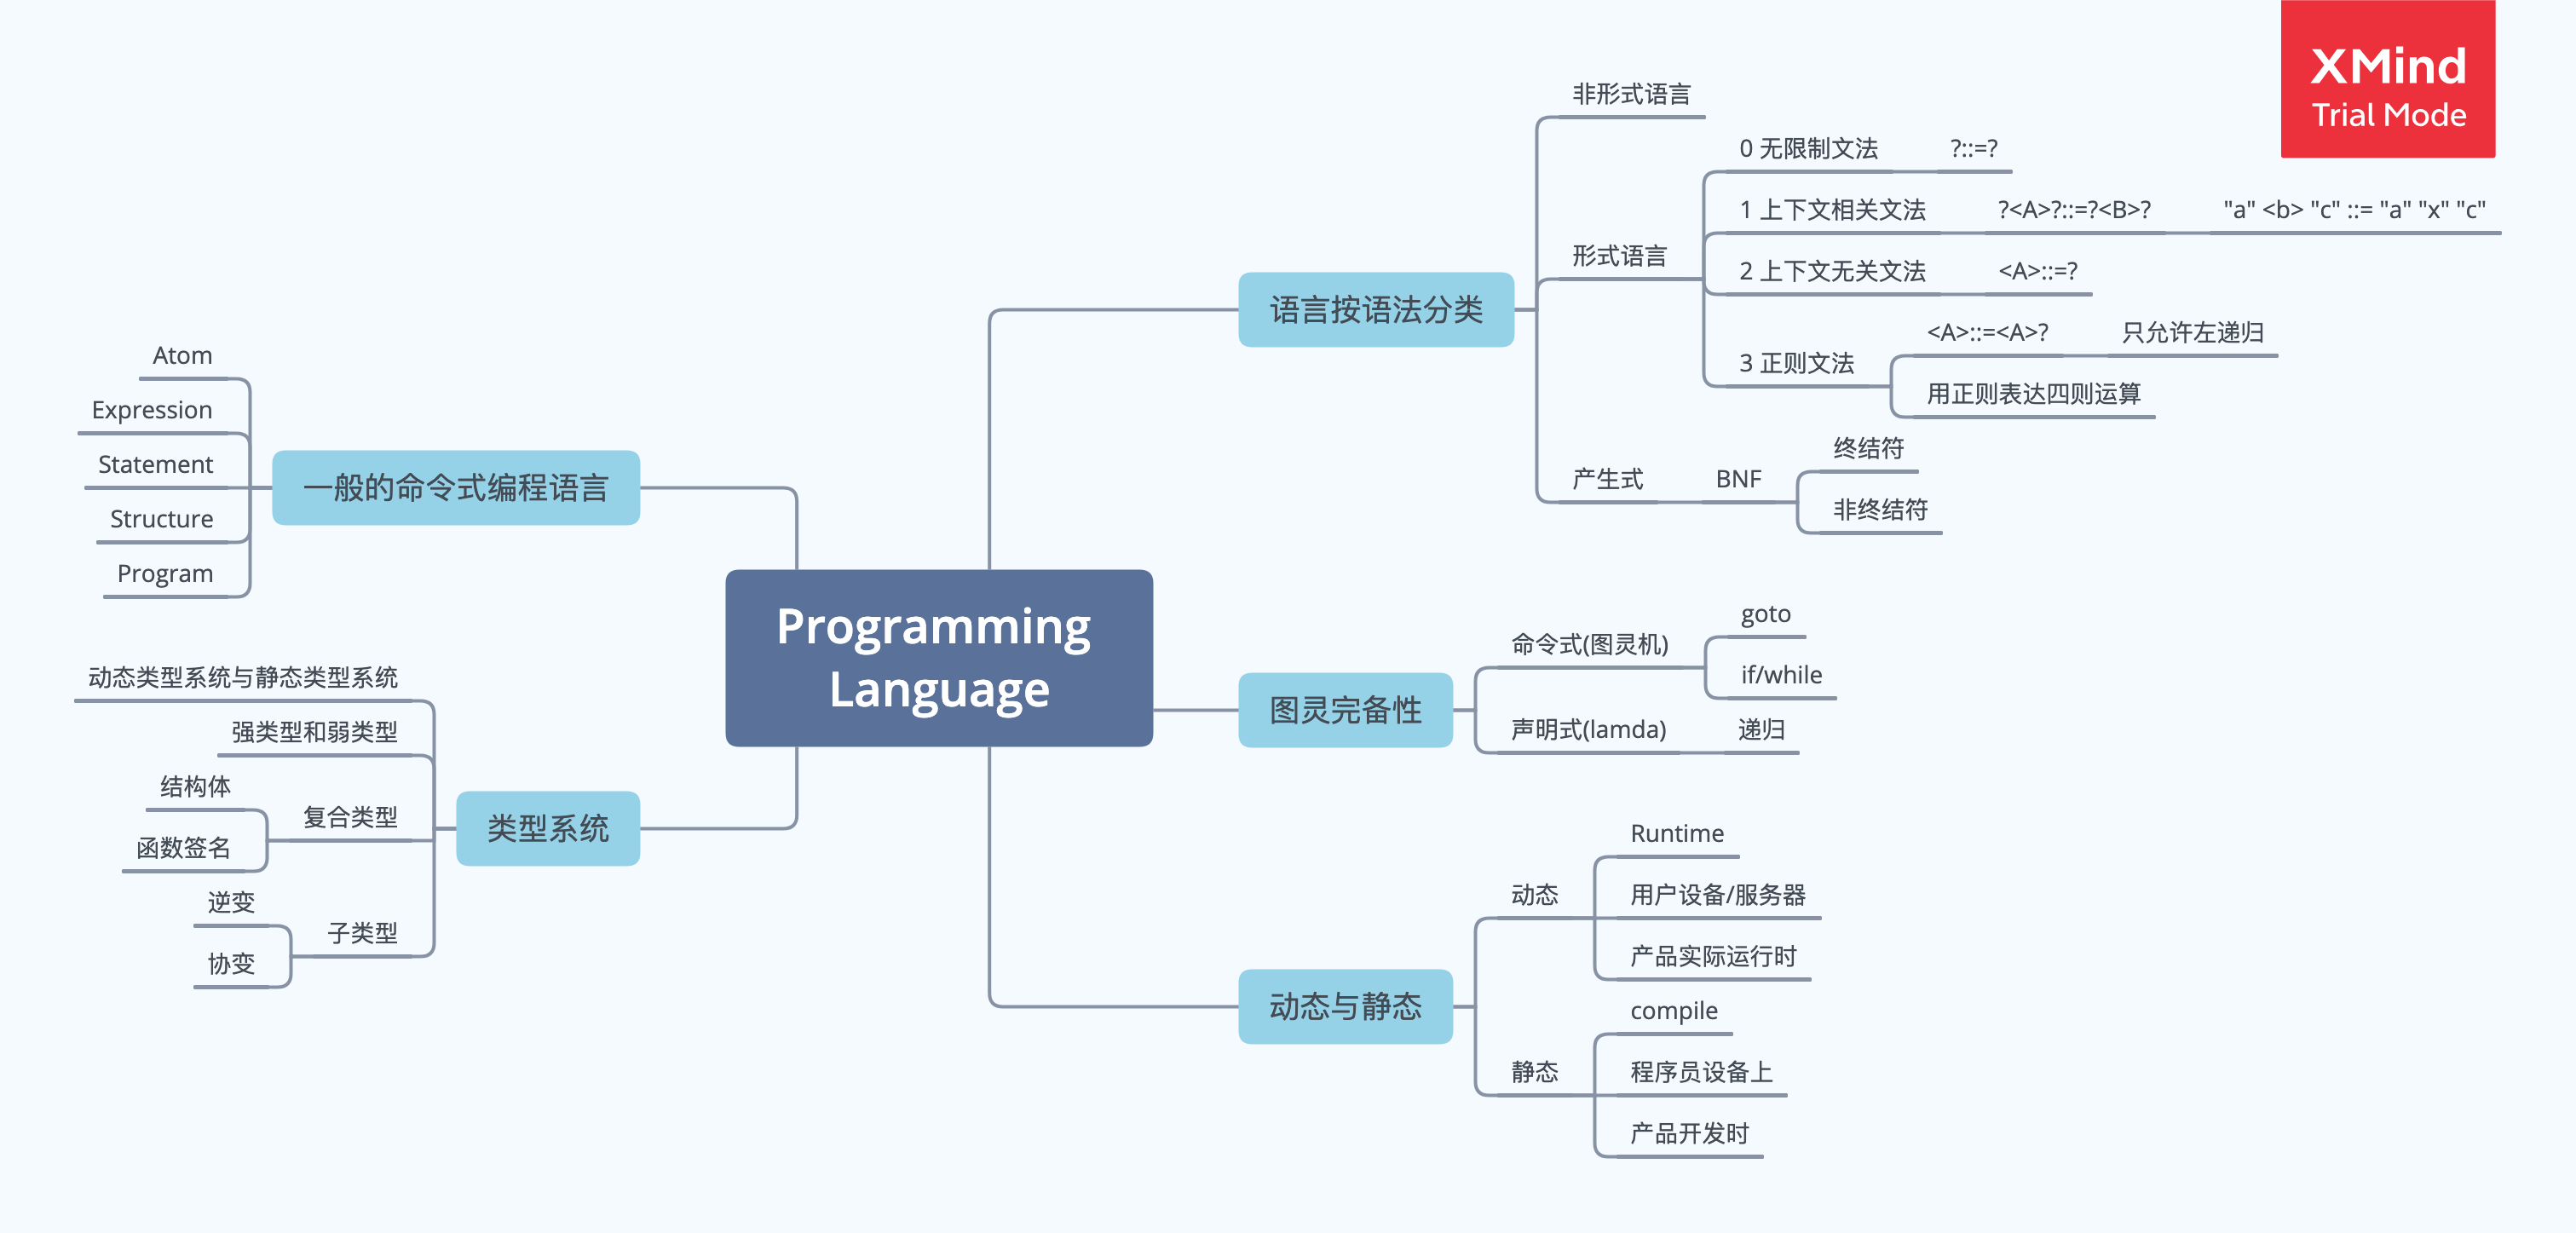 XMind
Trial Mode
Programming
Language
语言按语法分类
非形式语言
形式语言
0 无限制文法
?::=?
1 上下文相关文法
?<A>?::=?<B>?
"a" <b> "c" ::= "a" "x" "c"
2 上下文无关文法
<A>::=?
3 正则文法
<A>::=<A>?
只允许左递归
用正则表达四则运算
产生式
BNF
终结符
非终结符
图灵完备性
命令式(图灵机)
goto
if/while
声明式(lamda)
递归
动态与静态
动态
Runtime
用户设备/服务器
产品实际运行时
静态
compile
程序员设备上
产品开发时
一般的命令式编程语言
Atom
Expression
Statement
Structure
Program
类型系统
动态类型系统与静态类型系统
强类型和弱类型
复合类型
结构体
函数签名
子类型
逆变
协变